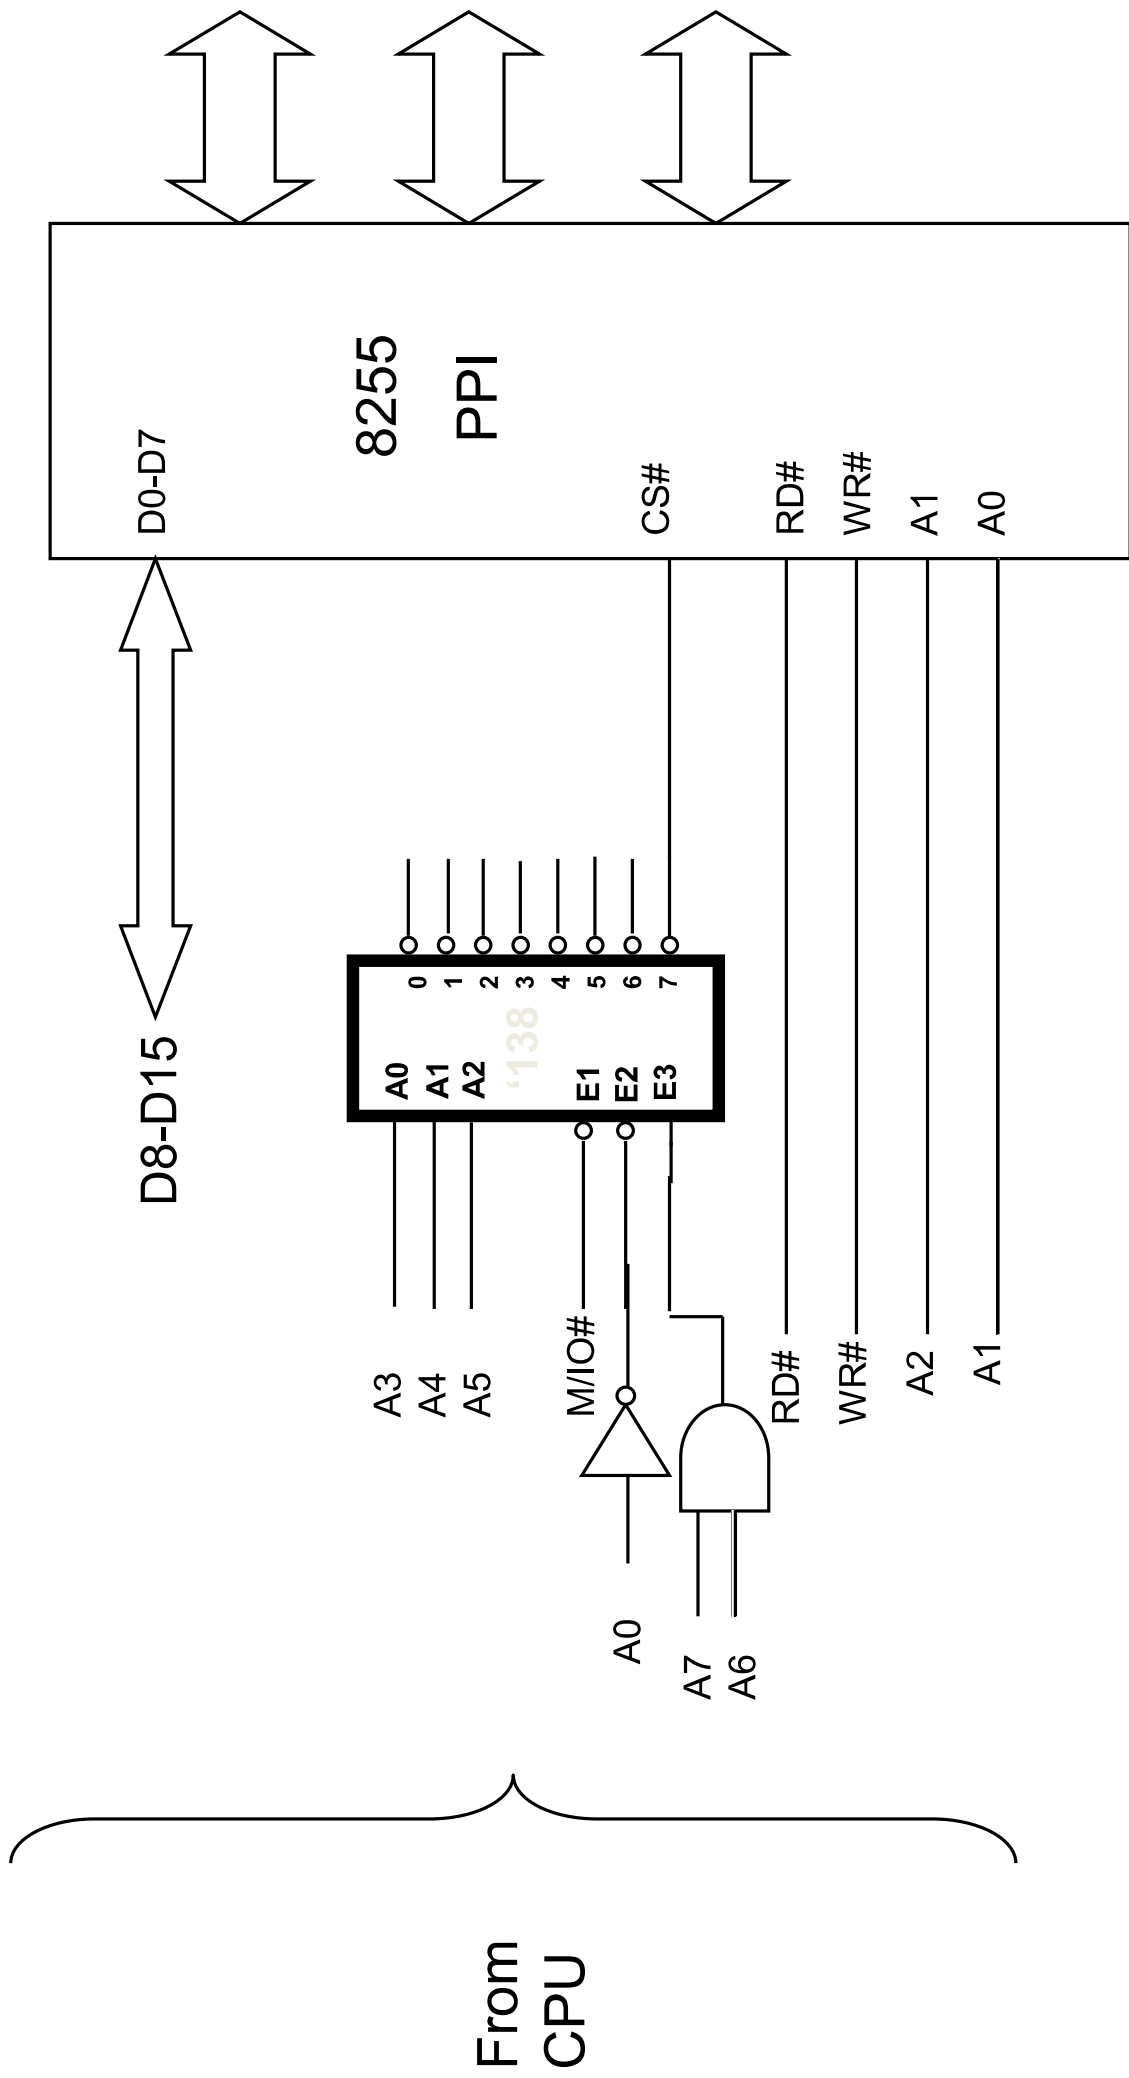 From
CPU
D8-D15
D0-D7
8255
PPI
A3
A4
A5
A0
A1
A2
‘138
0
1
2
3
4
5
6
7
M/IO#
E1
E2
E3
CS#
A0
A7
A6
RD#
RD#
WR#
WR#
A2
A1
A1
A0